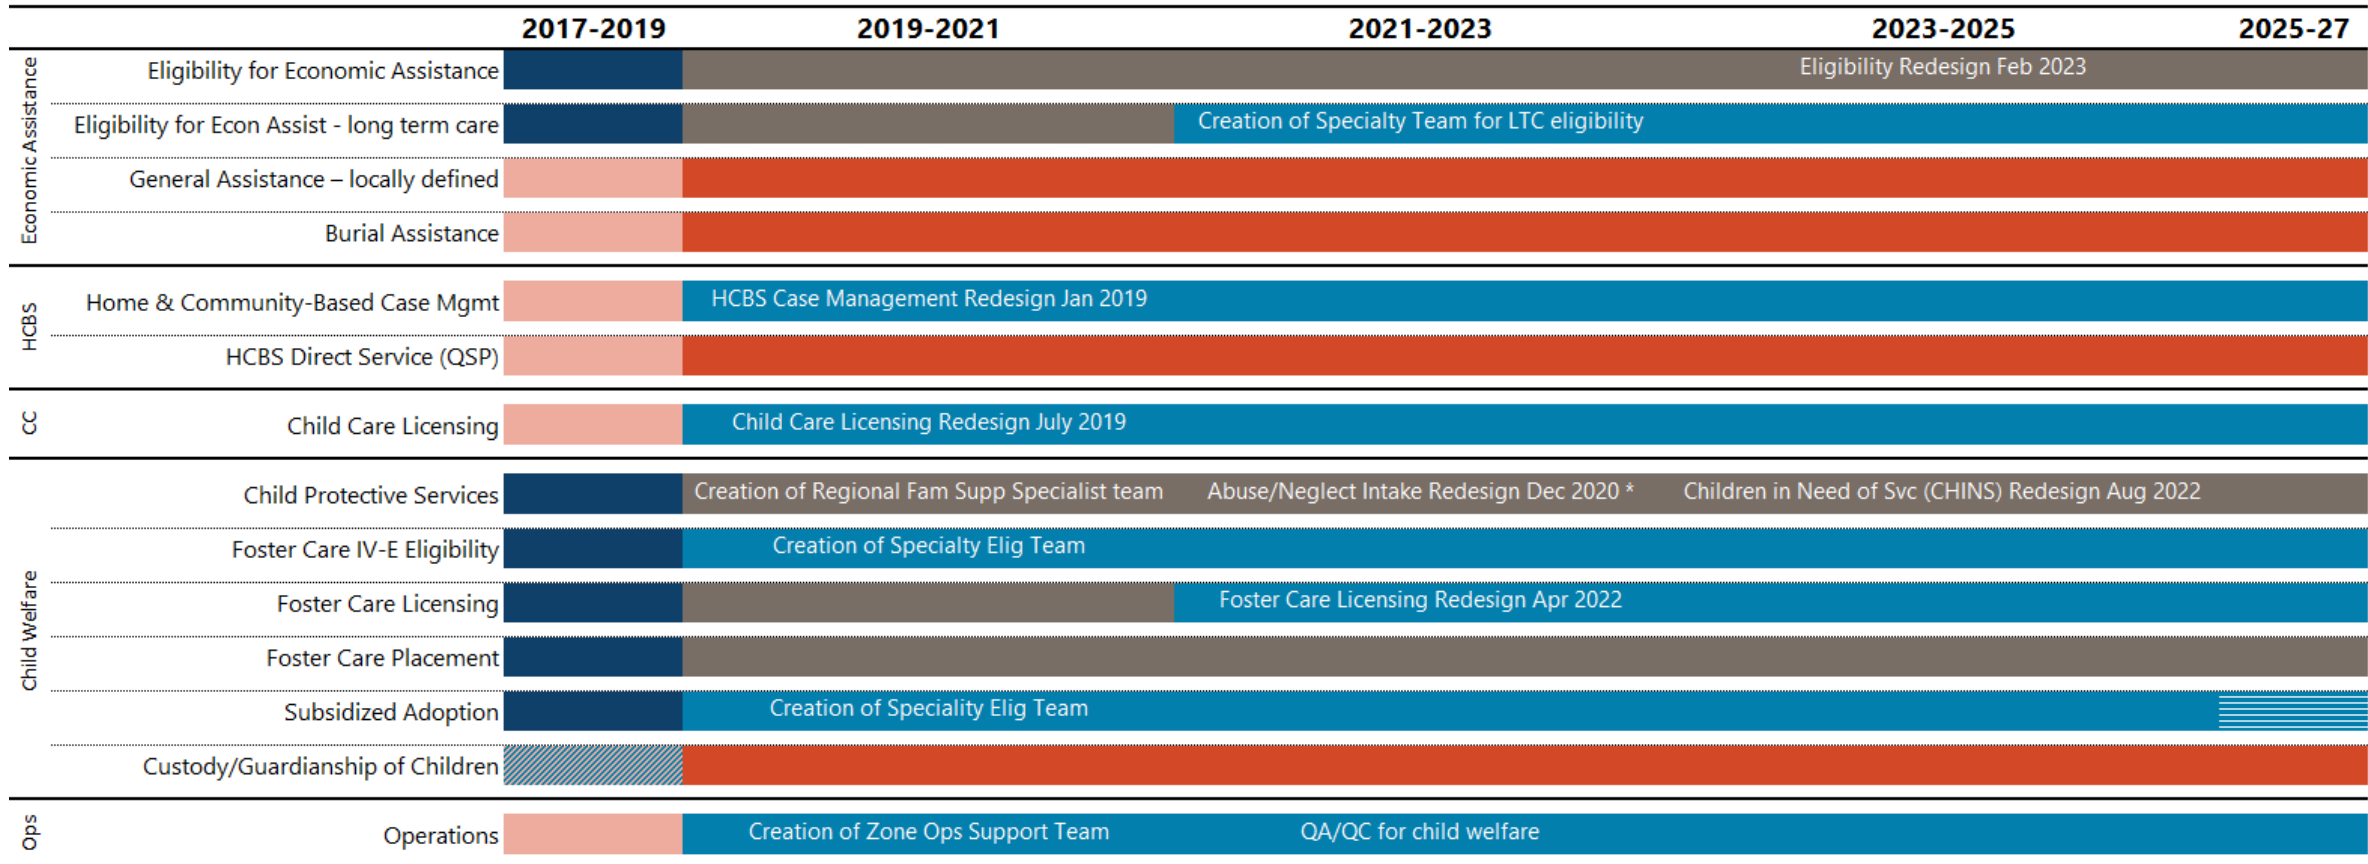 2017-2019 2019-2021 2021-2023 2023-2025 2025-27
Economic Assistance
Eligibility for Economic Assistance Eligibility Redesign Feb 2023
Eligibility for Econ Assist - long term care Creation of Specialty Team for LTC eligibility
General Assistance – locally defined
Burial Assistance
HCBS
Home & Community-Based Case Mgmt HCBS Case Management Redesign Jan 2019
HCBS Direct Service (QSP)
CC
Child Care Licensing Child Care Licensing Redesign July 2019
Child Welfare
Child Protective Services Creation of Regional Fam Supp Specialist team Abuse/Neglect Intake Redesign Dec 2020 * Children in Need of Svc (CHINS) Redesign Aug 2022
Foster Care IV-E Eligibility Creation of Specialty Elig Team
Foster Care Licensing Foster Care Licensing Redesign Apr 2022
Foster Care Placement
Subsidized Adoption Creation of Speciality Elig Team
Custody/Guardianship of Children
Ops
Operations Creation of Zone Ops Support Team QA/QC for child welfare